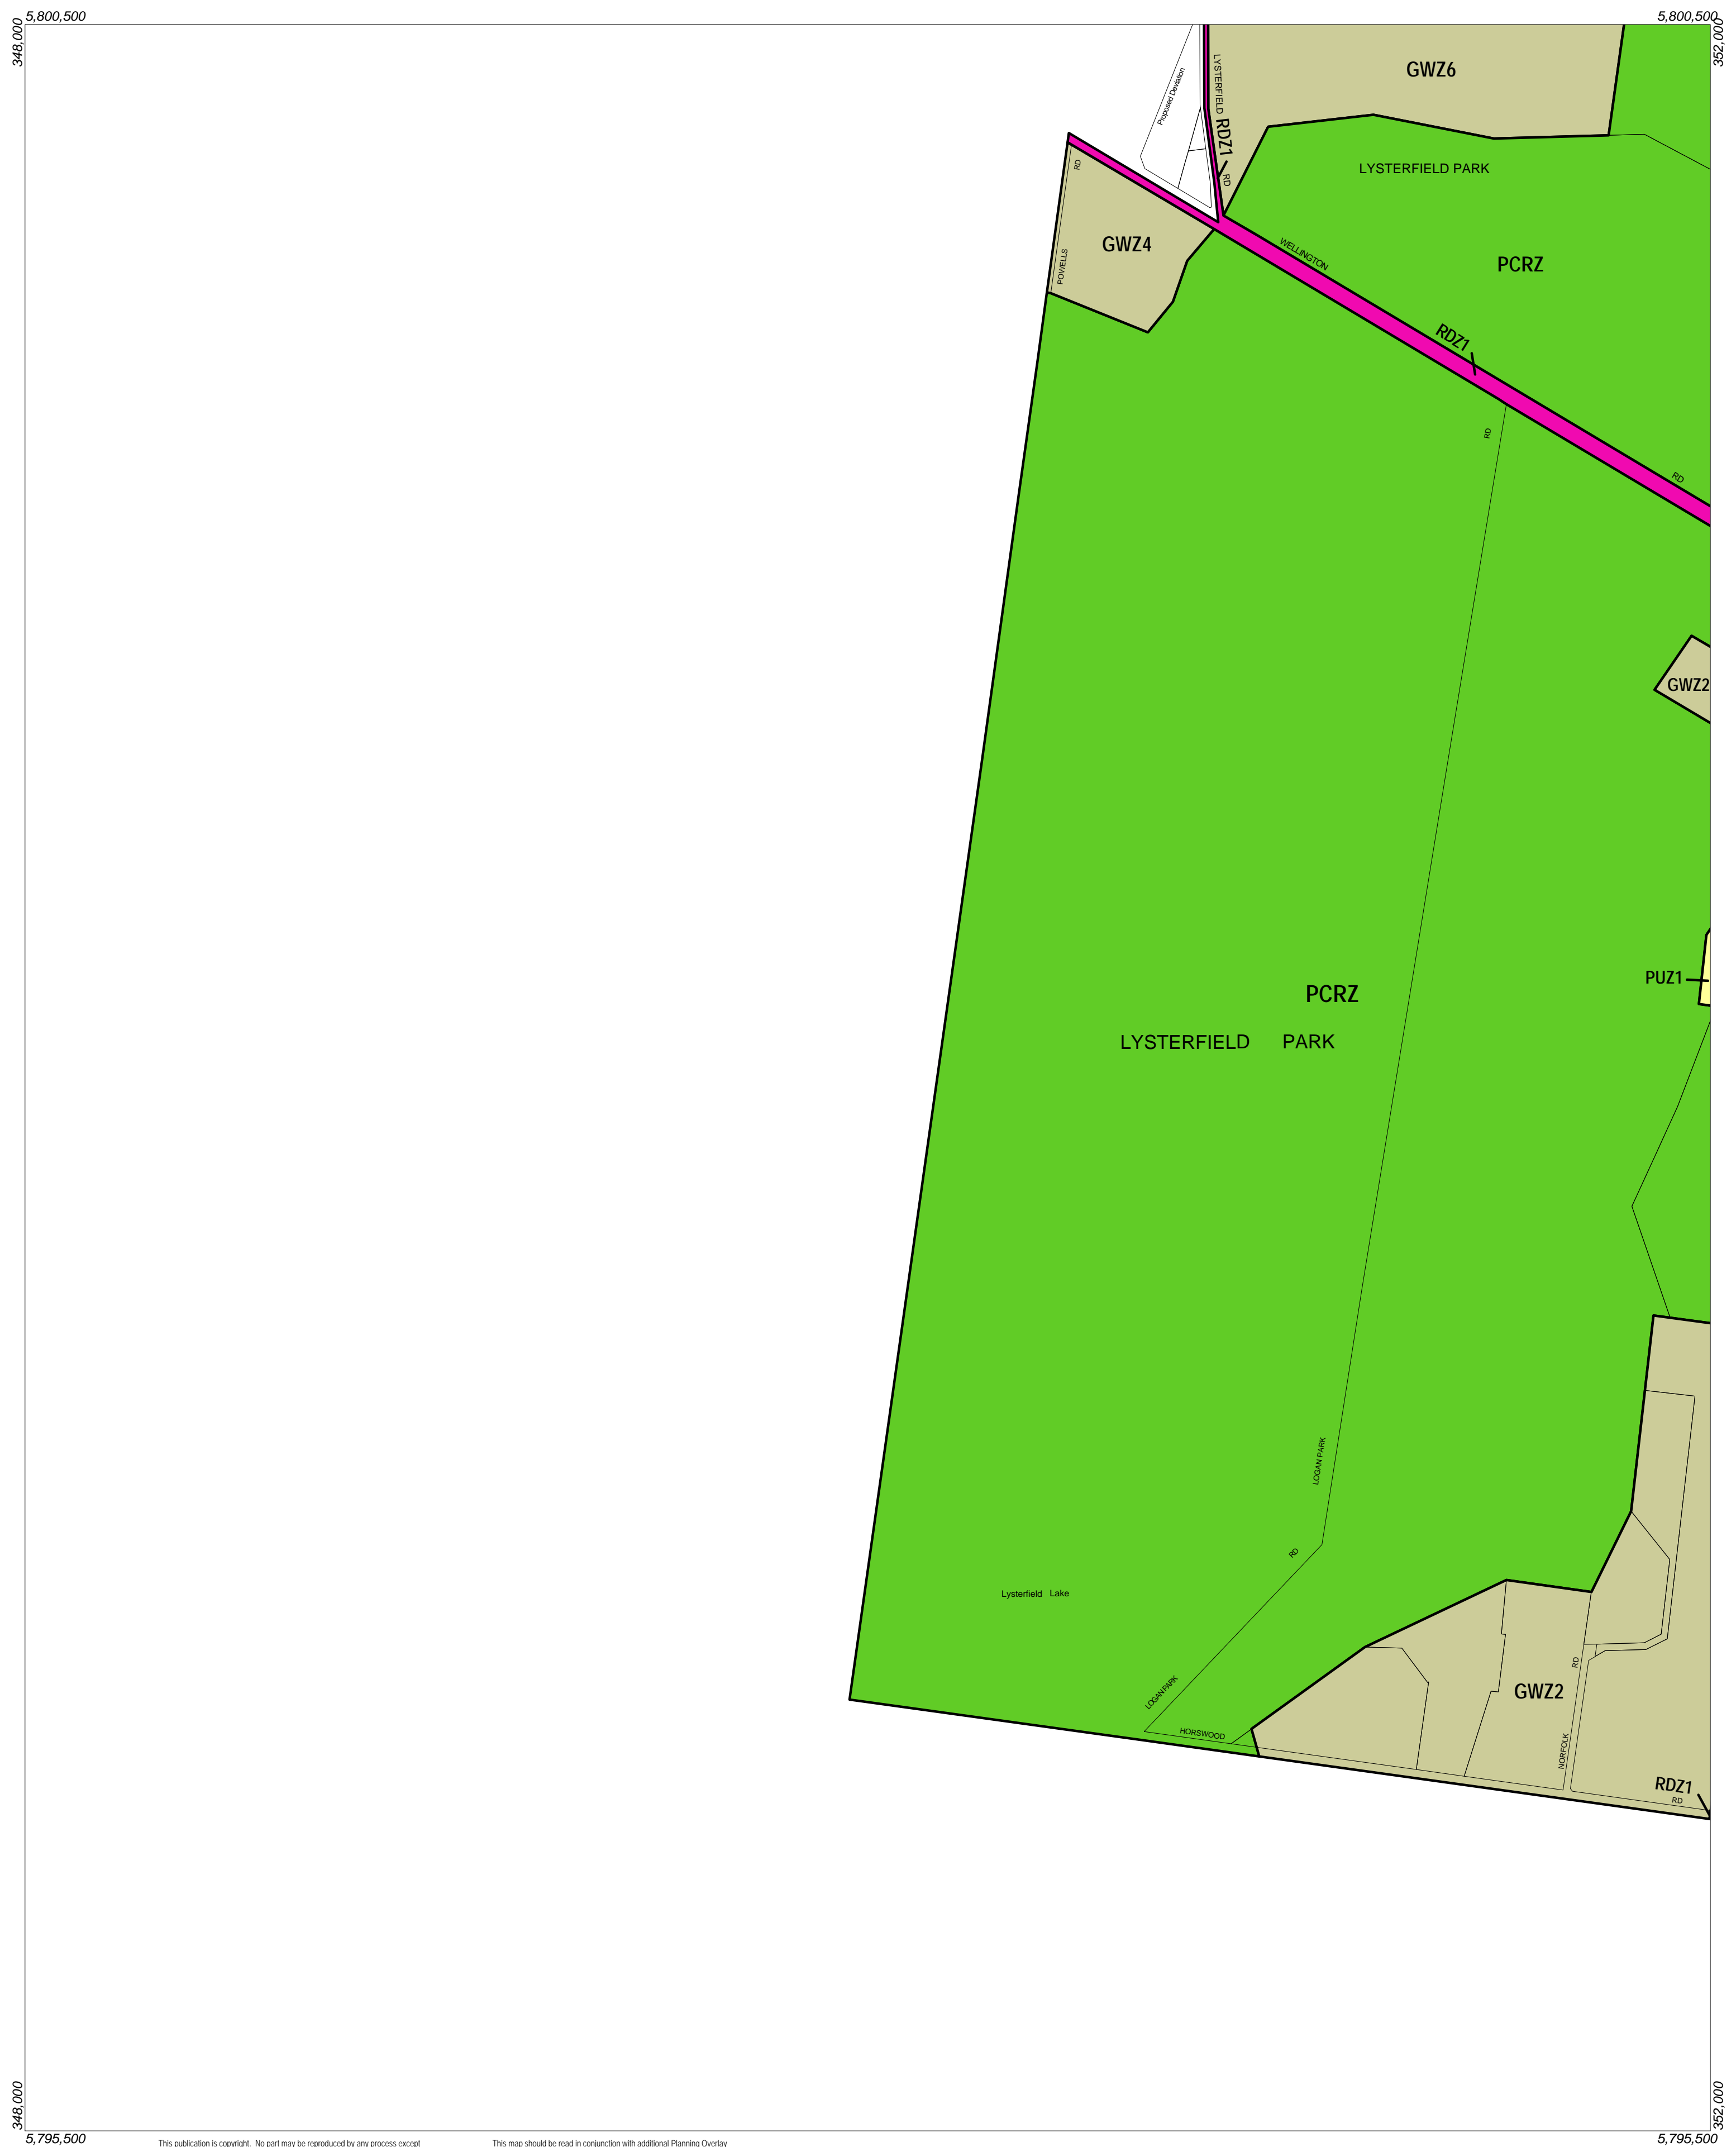 5,800,500
5,800,500
348,000
352,000
GWZ6
Proposed Deviation
LYSTERFIELD
RDZ1
RD
RD
LYSTERFIELD PARK
GWZ4
POWELLS
WELLINGTON
PCRZ
RDZ1
RD
RD
GWZ2
PUZ1
PCRZ
LYSTERFIELD PARK
LOGAN PARK
RD
Lysterfield Lake
RD
LOGAN PARK
GWZ2
HORSWOOD
NORFOLK
RDZ1
RD
348,000
352,000
5,795,500
5,795,500
This publication is copyright. No part may be reproduced by any process except
This map should be read in conjunction with additional Planning Overlay